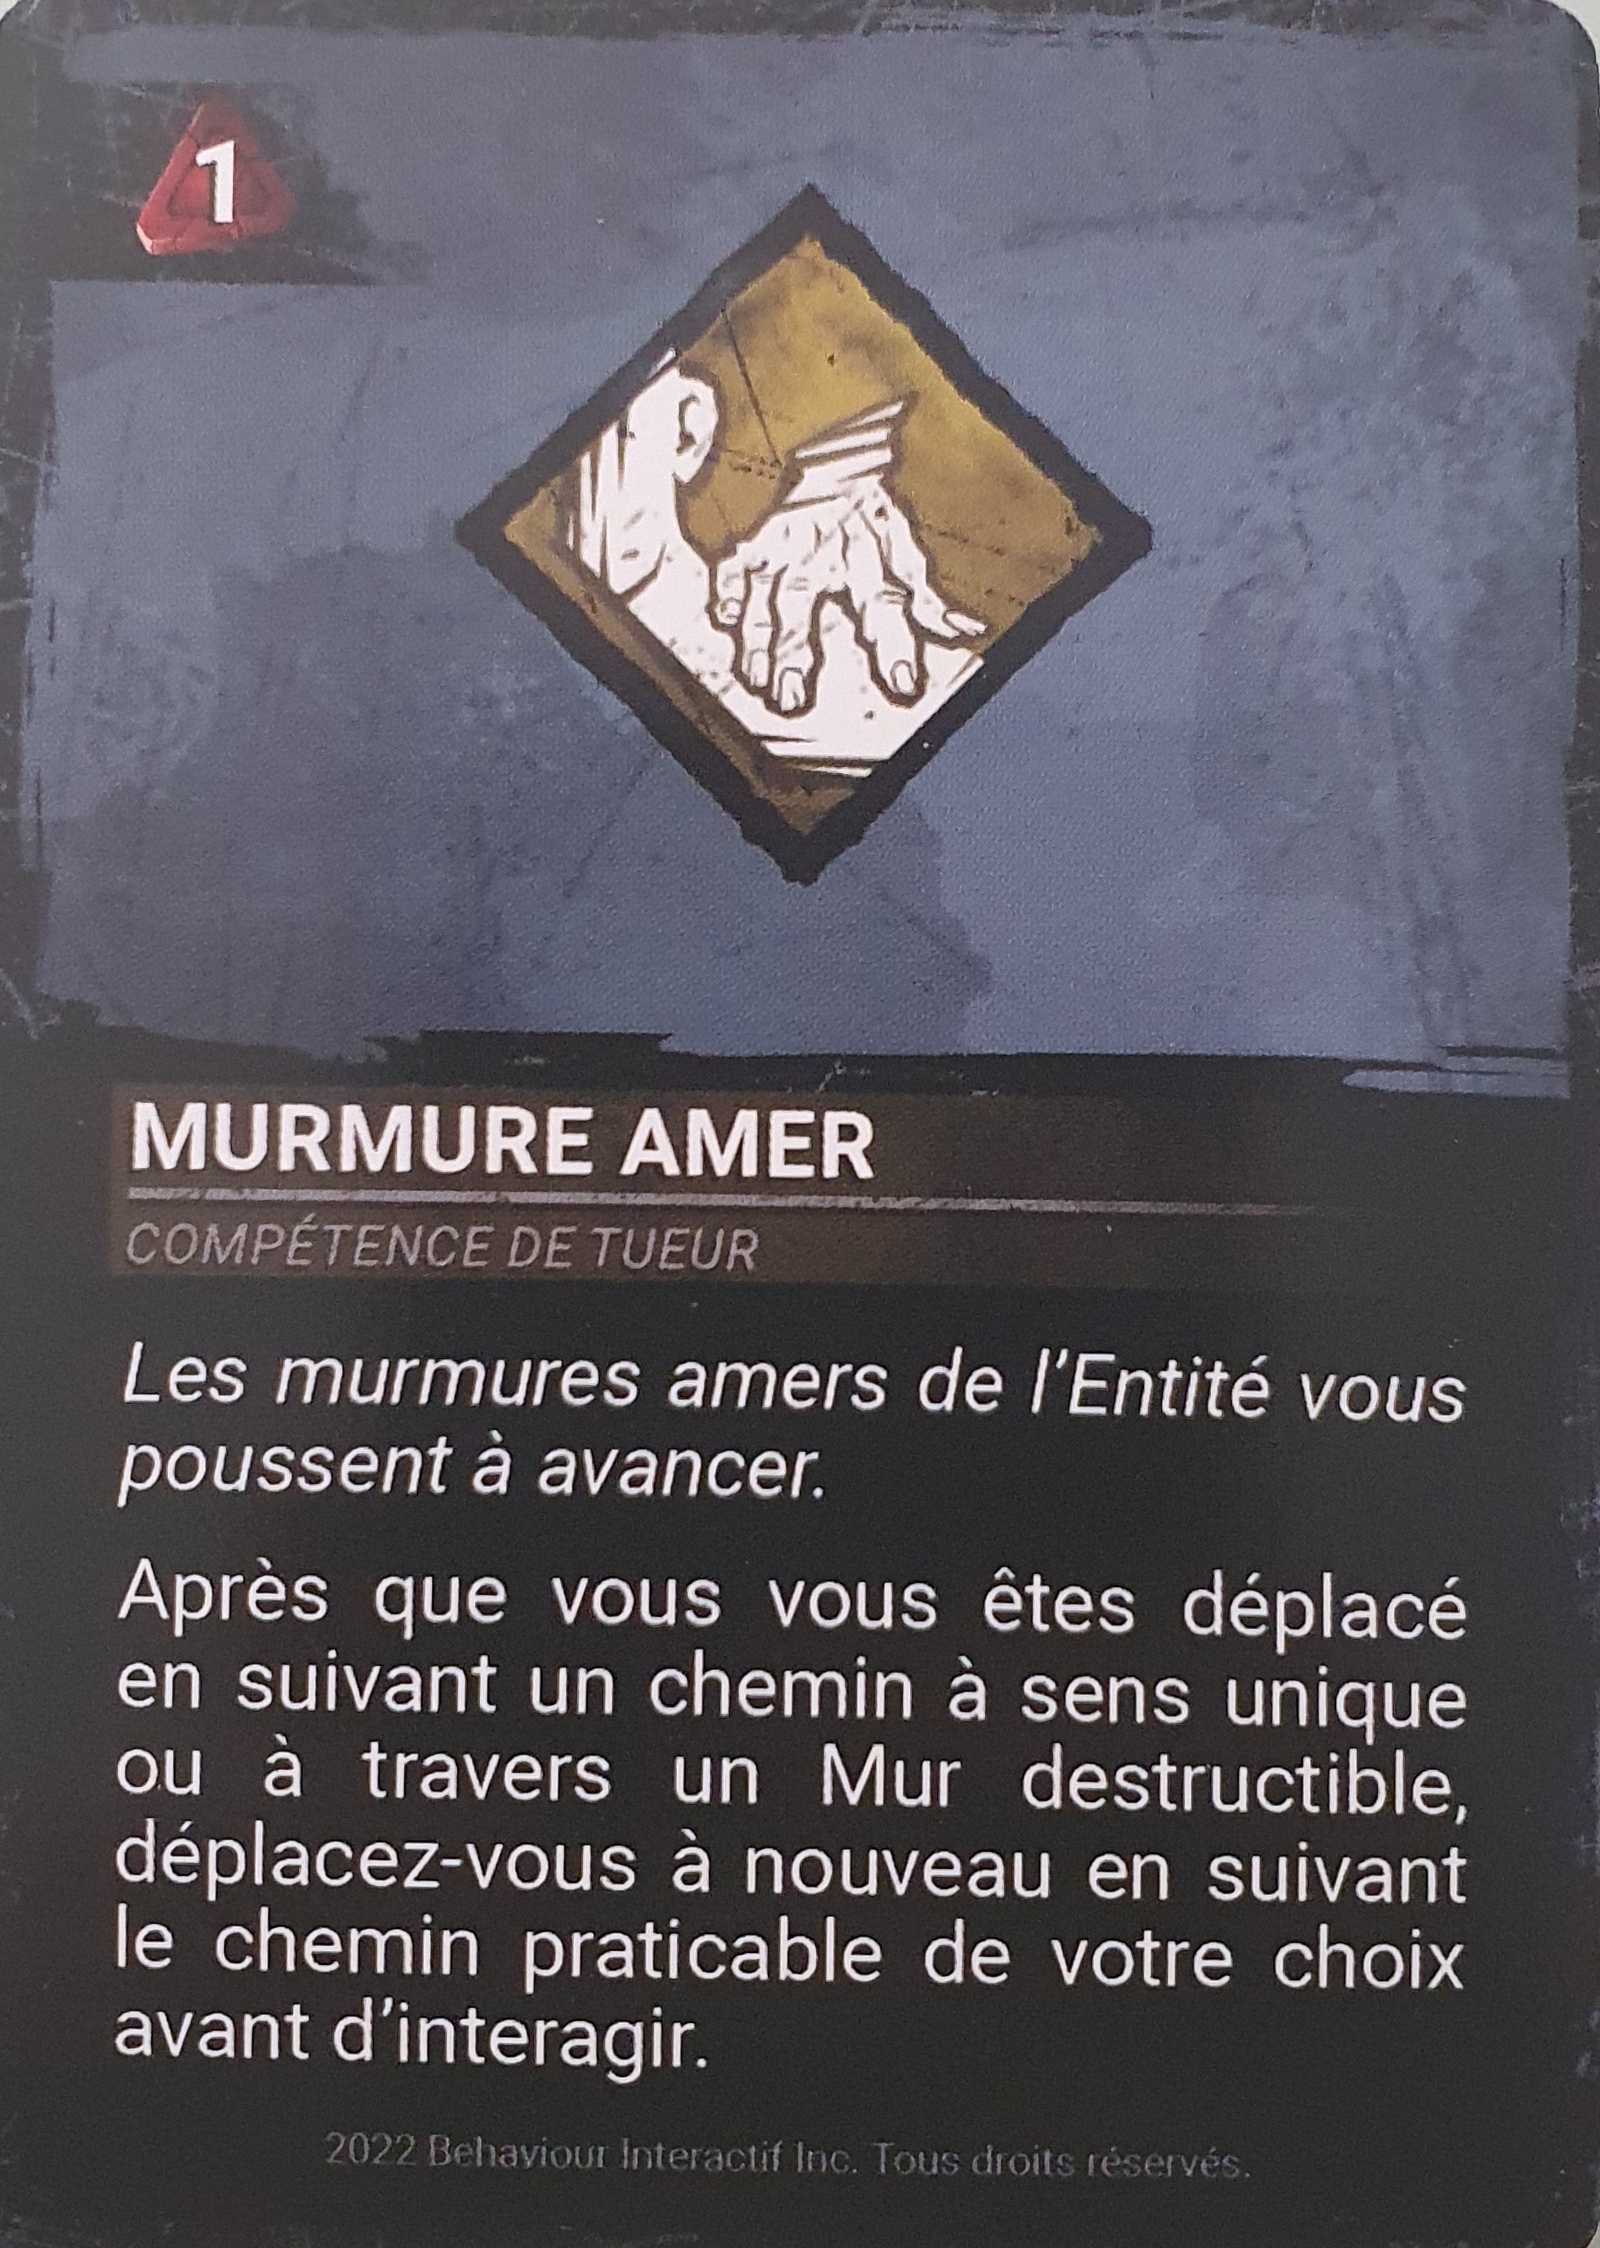 1
MURMURE AMER
COMPÉTENCE DE TUEUR
Les murmures amers de l'Entité vous
poussent à avancer.
Après que vous vous êtes déplacé
en suivant un chemin à sens unique
ou à travers un Mur destructible,
déplacez-vous à nouveau en suivant
le chemin praticable de votre choix
avant d'interagir.
2022 Behaviour Interactif Inc. Tous droits réservés.